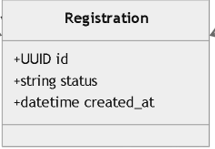 Registration
+UUID id
+string status
+datetime created_at